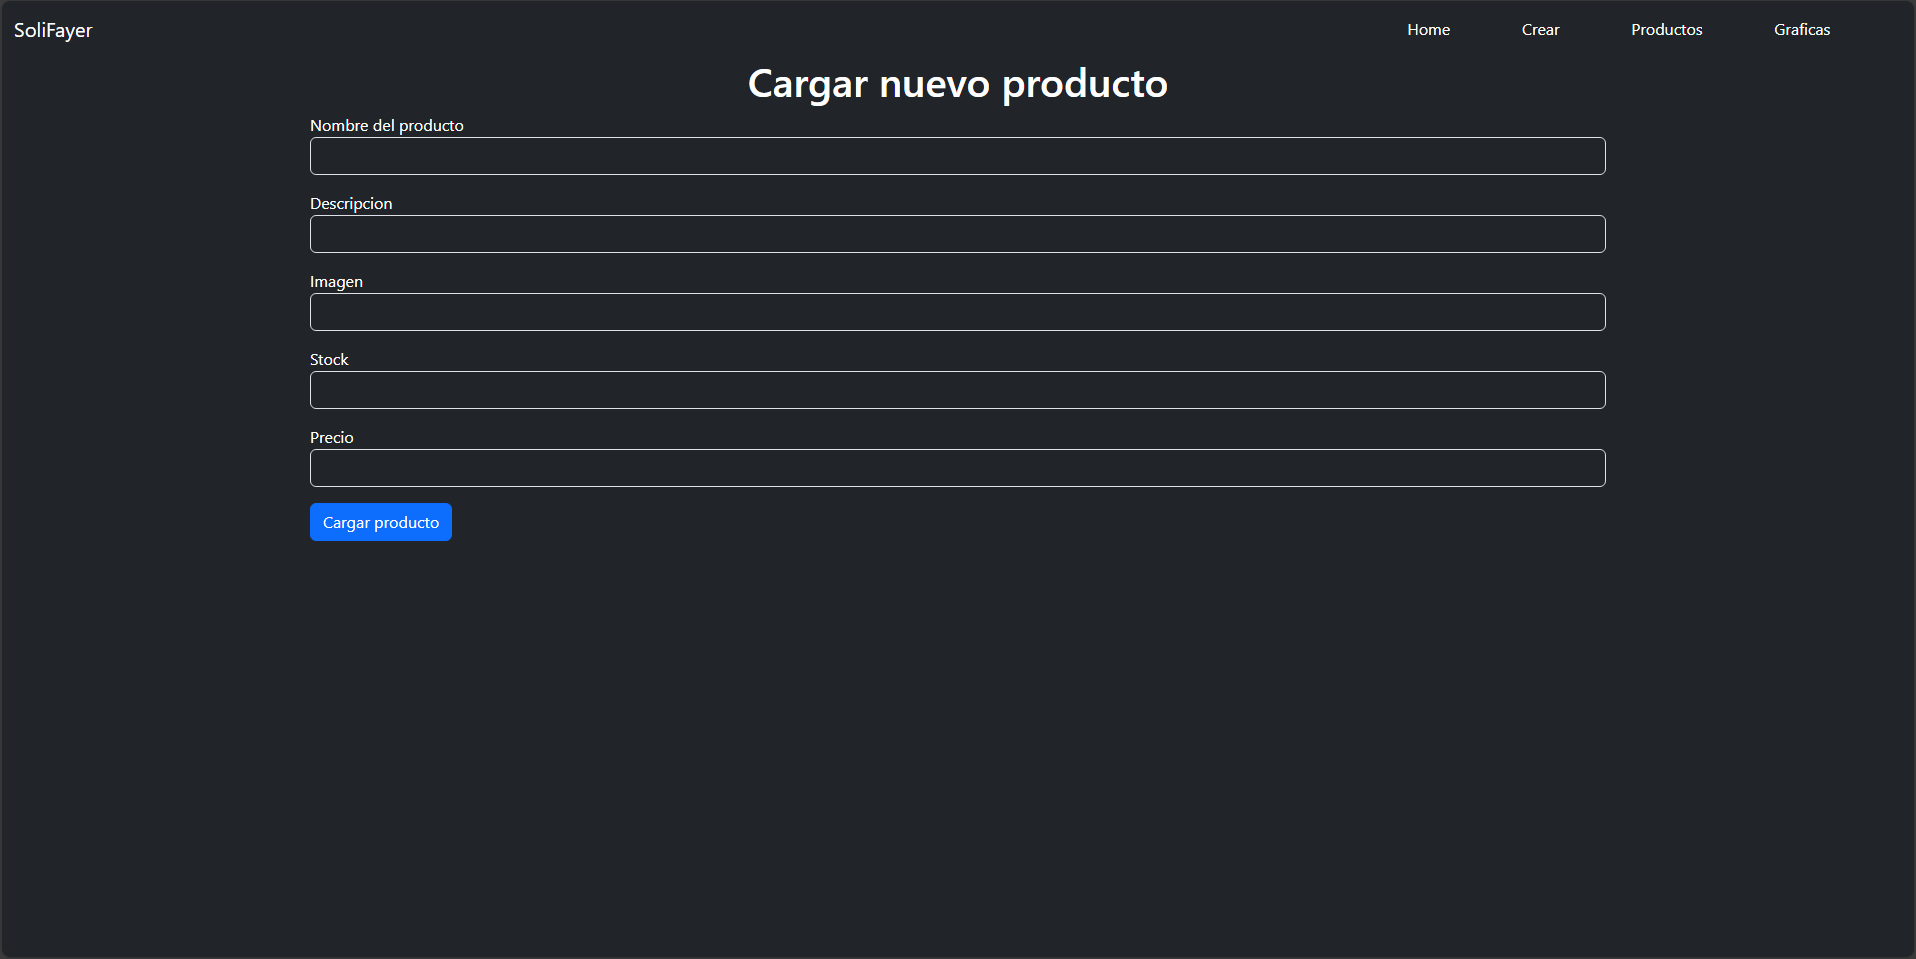 SoliFayer
Home
Crear
Productos
Graficas
Cargar nuevo producto
Nombre del producto
Descripcion
Imagen
Stock
Precio
Cargar producto